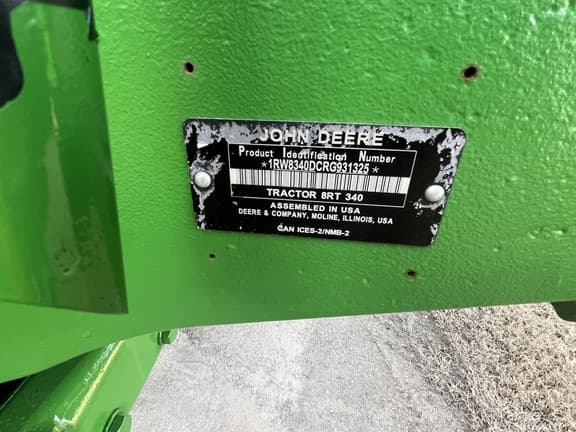 JOHN DEERE
Product Identification Number
*1RW8340DCRG931325*
TRACTOR 8RT 340
ASSEMBLED IN USA
DEERE & COMPANY, MOLINE, ILLINOIS, USA
CAN ICES-2/NMB-2